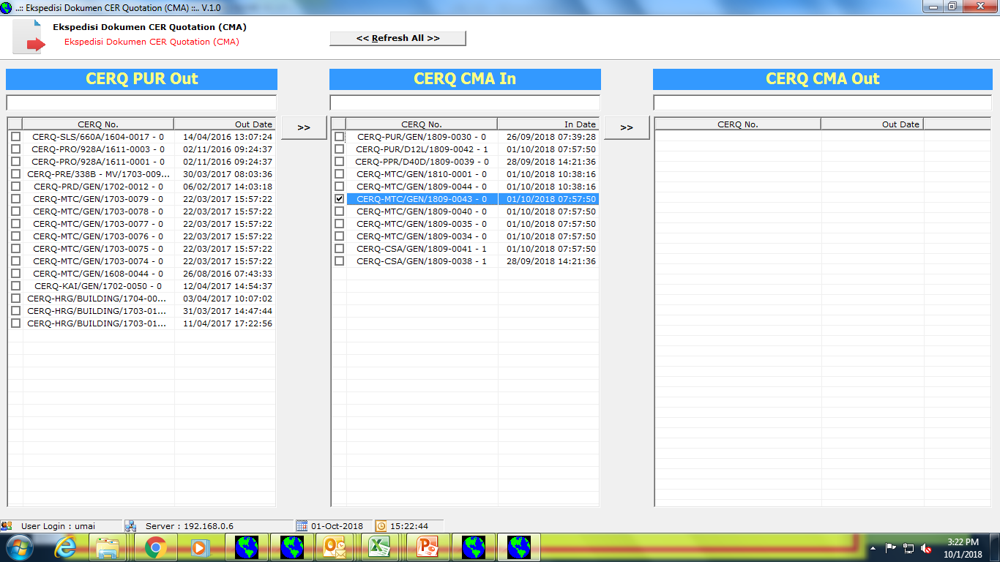 ..:: Ekspedisi Dokumen CER Quotation (CMA) ::.. V.1.0
Ekspedisi Dokumen CER Quotation (CMA)
Ekspedisi Dokumen CER Quotation (CMA)
<< Refresh All >>
CERQ PUR Out
CERQ No. Out Date
CERQ-SLS/660A/1604-0017 - 0 14/04/2016 13:07:24
CERQ-PRO/928A/1611-0003 - 0 02/11/2016 09:24:37
CERQ-PRO/928A/1611-0001 - 0 02/11/2016 09:24:37
CERQ-PRE/338B - MV/1703-009... 30/03/2017 08:03:36
CERQ-PRD/GEN/1702-0012 - 0 06/02/2017 14:03:18
CERQ-MTC/GEN/1703-0079 - 0 22/03/2017 15:57:22
CERQ-MTC/GEN/1703-0078 - 0 22/03/2017 15:57:22
CERQ-MTC/GEN/1703-0077 - 0 22/03/2017 15:57:22
CERQ-MTC/GEN/1703-0076 - 0 22/03/2017 15:57:22
CERQ-MTC/GEN/1703-0075 - 0 22/03/2017 15:57:22
CERQ-MTC/GEN/1703-0074 - 0 22/03/2017 15:57:22
CERQ-MTC/GEN/1608-0044 - 0 26/08/2016 07:43:33
CERQ-KAI/GEN/1702-0050 - 0 12/04/2017 14:54:37
CERQ-HRG/BUILDING/1704-00... 03/04/2017 10:07:02
CERQ-HRG/BUILDING/1703-01... 31/03/2017 14:47:44
CERQ-HRG/BUILDING/1703-01... 11/04/2017 17:22:56
>>
CERQ CMA In
CERQ No. In Date
CERQ-PUR/GEN/1809-0030 - 0 26/09/2018 07:39:28
CERQ-PUR/D12L/1809-0042 - 1 01/10/2018 07:57:50
CERQ-PPR/D40D/1809-0039 - 0 28/09/2018 14:21:36
CERQ-MTC/GEN/1810-0001 - 0 01/10/2018 10:38:16
CERQ-MTC/GEN/1809-0044 - 0 01/10/2018 10:38:16
CERQ-MTC/GEN/1809-0043 - 0 01/10/2018 07:57:50
CERQ-MTC/GEN/1809-0040 - 0 01/10/2018 07:57:50
CERQ-MTC/GEN/1809-0035 - 0 01/10/2018 07:57:50
CERQ-MTC/GEN/1809-0034 - 0 01/10/2018 07:57:50
CERQ-CSA/GEN/1809-0041 - 1 01/10/2018 07:57:50
CERQ-CSA/GEN/1809-0038 - 1 28/09/2018 14:21:36
>>
CERQ CMA Out
CERQ No. Out Date
User Login : umai Server : 192.168.0.6 01-Oct-2018 15:22:44
3:22 PM
10/1/2018